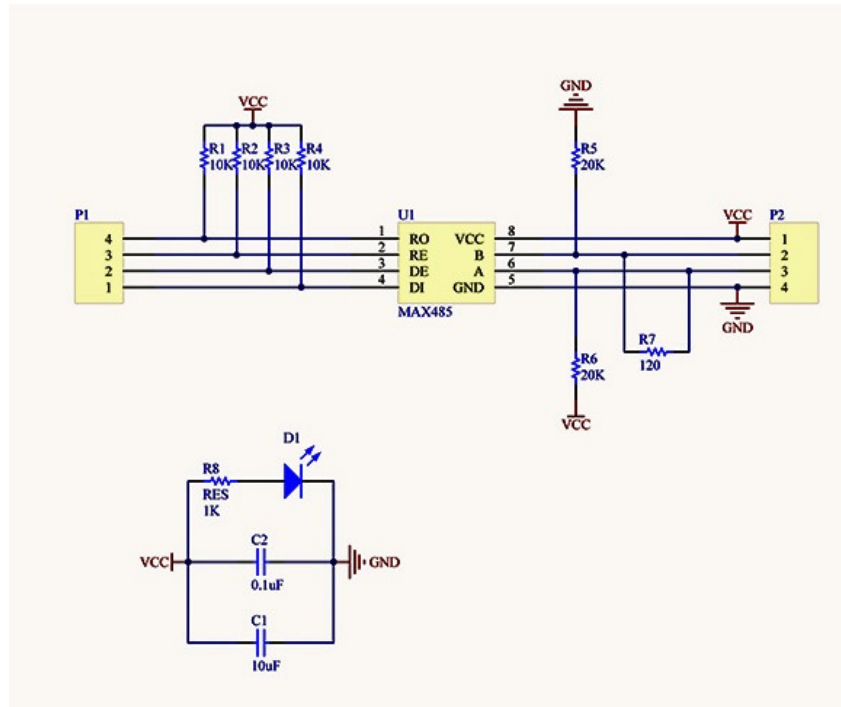 GND
VCC
R1 R2 R3 R4
10K 10K 10K 10K
R5
20K
P1
U1
VCC
P2
4
1
RO
VCC
8
1
3
2
RE
B
7
2
2
3
DE
A
6
3
1
4
DI
GND
5
4
MAX485
GND
R7
120
R6
20K
VCC
D1
R8
RES
1K
C2
VCC
GND
0.1uF
C1
10uF